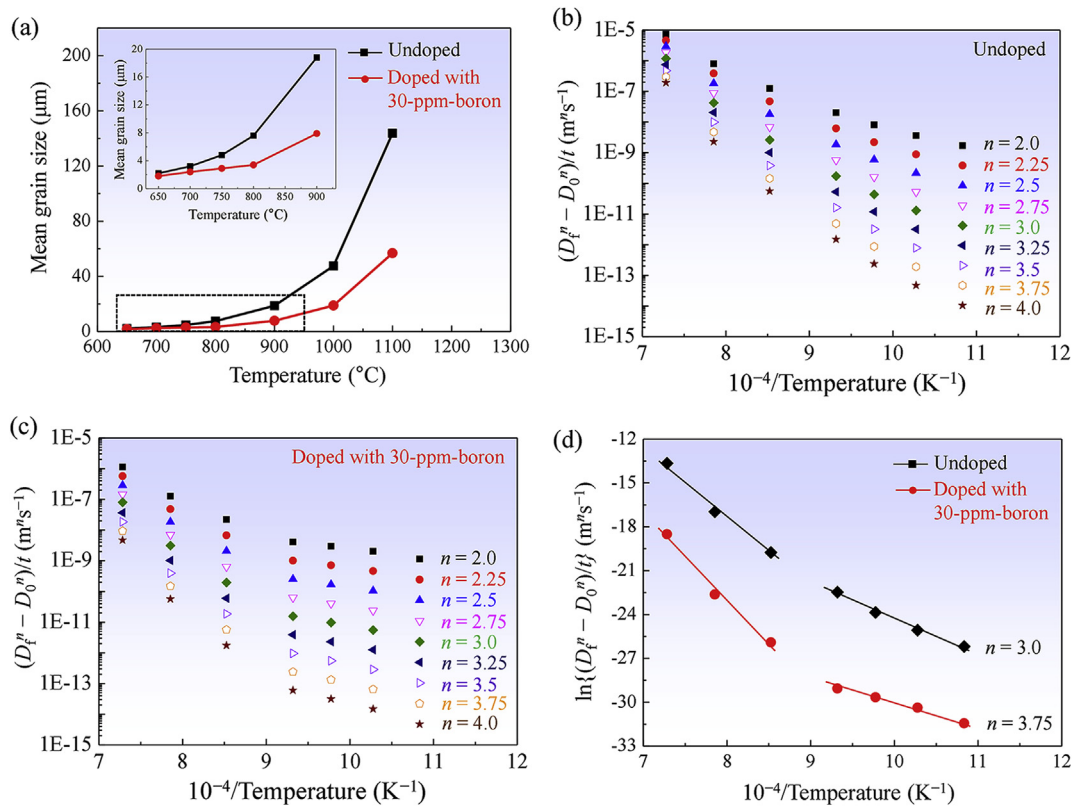 (a)
Mean grain size (μm)
200
160
120
80
40
0
600 700 800 900 1000 1100 1200 1300
Temperature (°C)
Undoped
Doped with
30-ppm-boron
Mean grain size (μm)
20
16
12
8
4
0
650 700 750 800 850 900
Temperature (°C)
(b)
(D_f^n − D_0^n)/t (m^n s^−1)
1E-5
1E-7
1E-9
1E-11
1E-13
1E-15
Undoped
n = 2.0
n = 2.25
n = 2.5
n = 2.75
n = 3.0
n = 3.25
n = 3.5
n = 3.75
n = 4.0
7 8 9 10 11 12
10^−4/Temperature (K^−1)
(c)
(D_f^n − D_0^n)/t (m^n s^−1)
1E-5
1E-7
1E-9
1E-11
1E-13
1E-15
Doped with 30-ppm-boron
n = 2.0
n = 2.25
n = 2.5
n = 2.75
n = 3.0
n = 3.25
n = 3.5
n = 3.75
n = 4.0
7 8 9 10 11 12
10^−4/Temperature (K^−1)
(d)
ln{(D_f^n − D_0^n)/t} (m^n s^−1)
-12
-15
-18
-21
-24
-27
-30
-33
Undoped
Doped with
30-ppm-boron
n = 3.0
n = 3.75
7 8 9 10 11 12
10^−4/Temperature (K^−1)